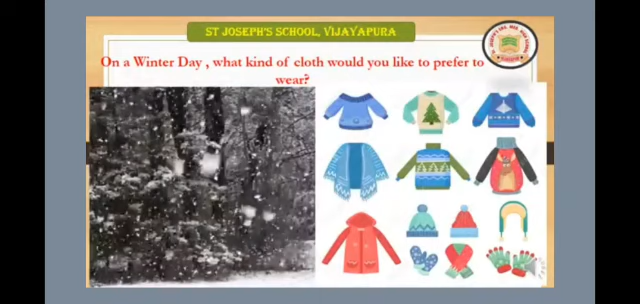 ST JOSEPH'S SCHOOL, VIJAYAPURA
On a Winter Day , what kind of cloth would you like to prefer to
wear?